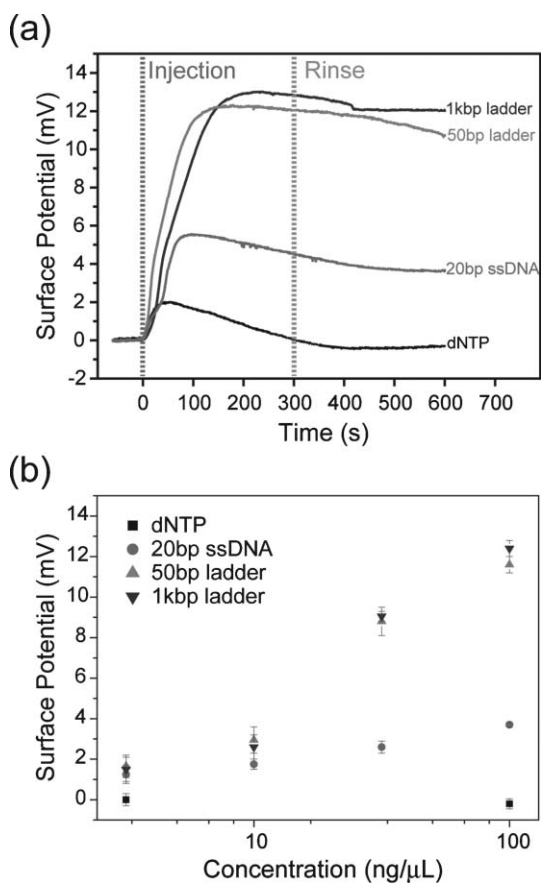 (a)
Injection
Rinse
14
12
10
8
6
4
2
0
-2
1kbp ladder
50bp ladder
20bp ssDNA
dNTP
Surface Potential (mV)
0 100 200 300 400 500 600 700
Time (s)
(b)
14
12
10
8
6
4
2
0
dNTP
20bp ssDNA
50bp ladder
1kbp ladder
Surface Potential (mV)
10 100
Concentration (ng/μL)